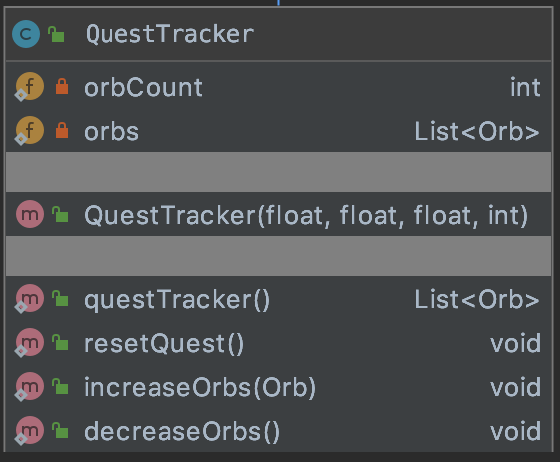 C QuestTracker
f orbCount int
f orbs List<Orb>
m QuestTracker(float, float, float, int)
m questTracker() List<Orb>
m resetQuest() void
m increaseOrbs(Orb) void
m decreaseOrbs() void